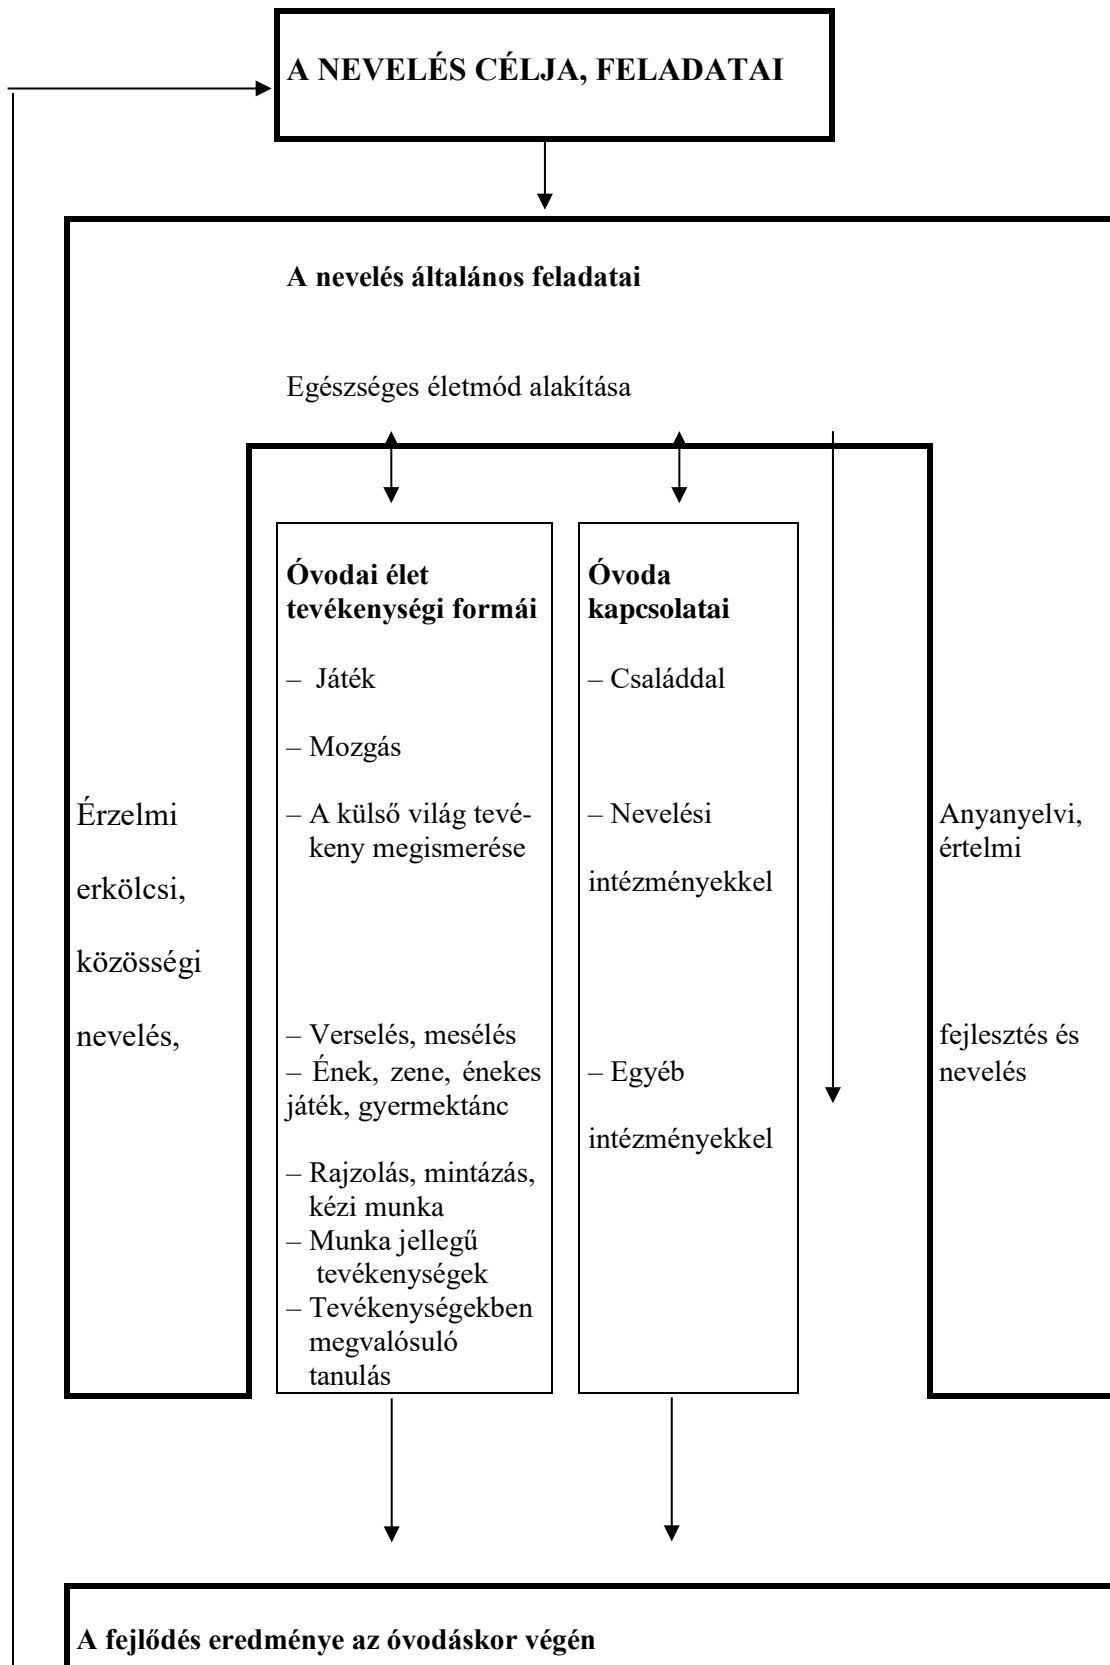 A NEVELÉS CÉLJA, FELADATAI
A nevelés általános feladatai
Egészséges életmód alakítása
Érzelmi
erkölcsi,
közösségi
nevelés,
Óvodai élet
tevékenységi formái
– Játék
– Mozgás
– A külső világ tevé-
keny megismerése
– Verselés, mesélés
– Ének, zene, énekes
játék, gyermektánc
– Rajzolás, mintázás,
kézi munka
– Munka jellegű
tevékenységek
– Tevékenységekben
megvalósuló
tanulás
Óvoda
kapcsolatai
– Családdal
– Nevelési
intézményekkel
– Egyéb
intézményekkel
Anyanyelvi,
értelmi
fejlesztés és
nevelés
A fejlődés eredménye az óvodáskor végén